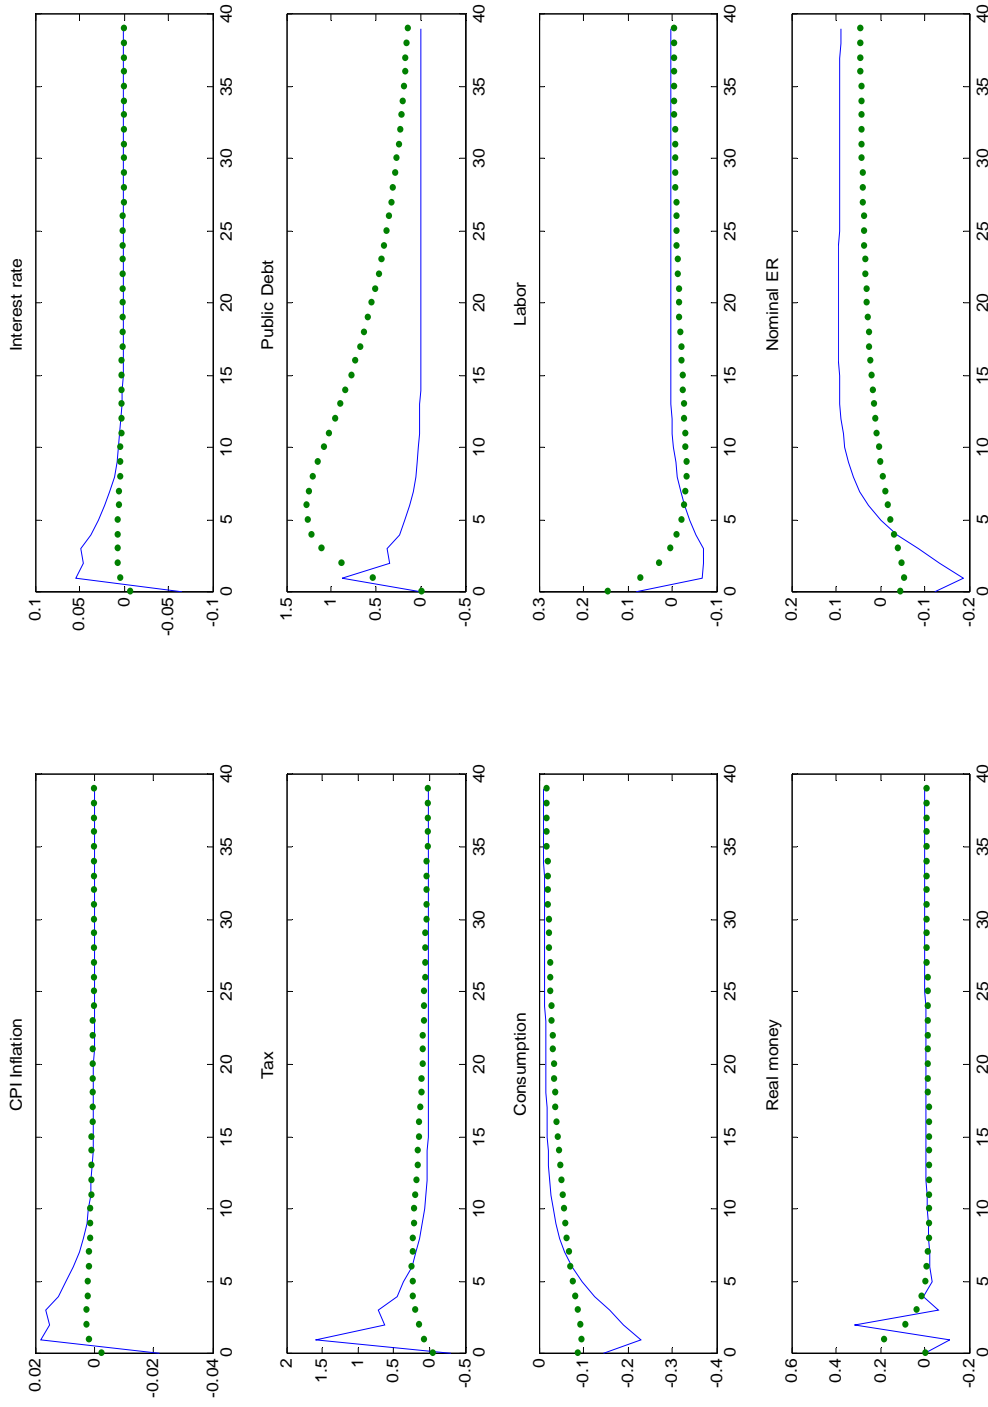 CPI Inflation
0.02
0
-0.02
-0.04
0 5 10 15 20 25 30 35 40
Interest rate
0.1
0.05
0
-0.05
-0.1
0 5 10 15 20 25 30 35 40
Tax
2
1.5
1
0.5
0
-0.5
0 5 10 15 20 25 30 35 40
Public Debt
1.5
1
0.5
0
-0.5
0 5 10 15 20 25 30 35 40
Consumption
0
-0.1
-0.2
-0.3
-0.4
0 5 10 15 20 25 30 35 40
Labor
0.3
0.2
0.1
0
-0.1
0 5 10 15 20 25 30 35 40
Real money
0.6
0.4
0.2
0
-0.2
0 5 10 15 20 25 30 35 40
Nominal ER
0.2
0.1
0
-0.1
-0.2
0 5 10 15 20 25 30 35 40